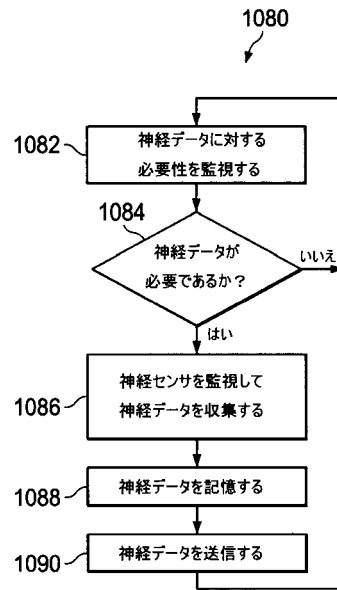 1080
1082
神経データに対する
必要性を監視する
1084
神経データが
必要であるか？
いいえ
はい
1086
神経センサを監視して
神経データを収集する
1088
神経データを記憶する
1090
神経データを送信する